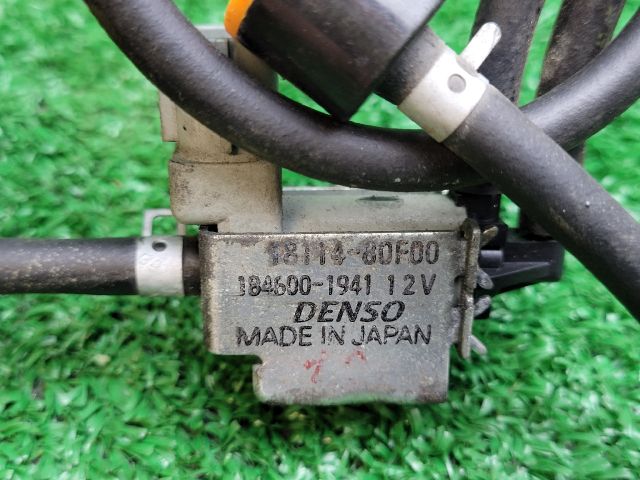 18114-80F00
184600-1941 12V
DENSO
MADE IN JAPAN